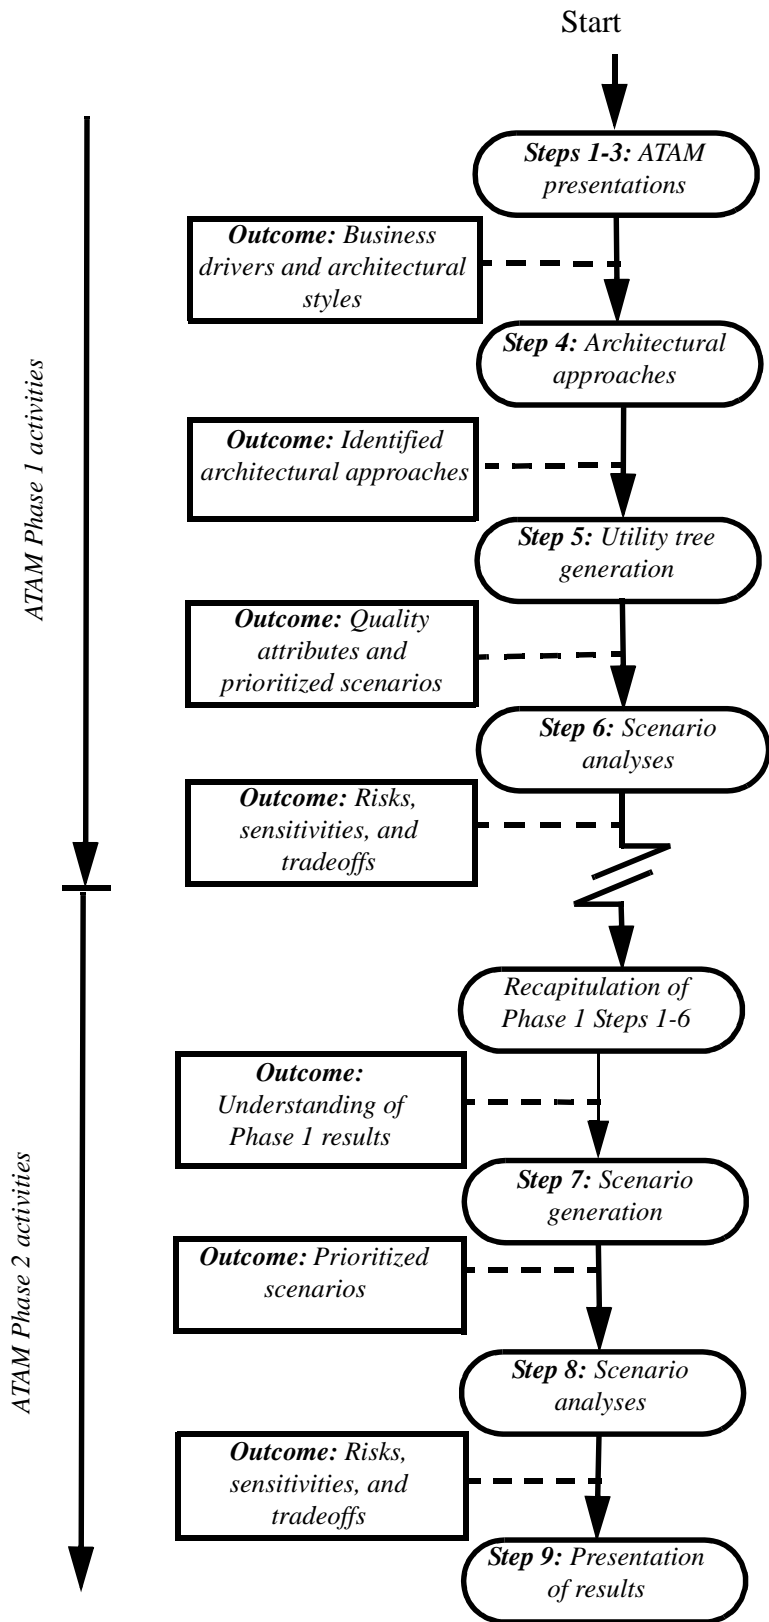 Start
Steps 1-3: ATAM
presentations
Outcome: Business
drivers and architectural
styles
Step 4: Architectural
approaches
Outcome: Identified
architectural approaches
Step 5: Utility tree
generation
Outcome: Quality
attributes and
prioritized scenarios
Step 6: Scenario
analyses
Outcome: Risks,
sensitivities, and
tradeoffs
ATAM Phase 1 activities
Recapitulation of
Phase 1 Steps 1-6
Outcome:
Understanding of
Phase 1 results
Step 7: Scenario
generation
Outcome: Prioritized
scenarios
Step 8: Scenario
analyses
Outcome: Risks,
sensitivities, and
tradeoffs
Step 9: Presentation
of results
ATAM Phase 2 activities